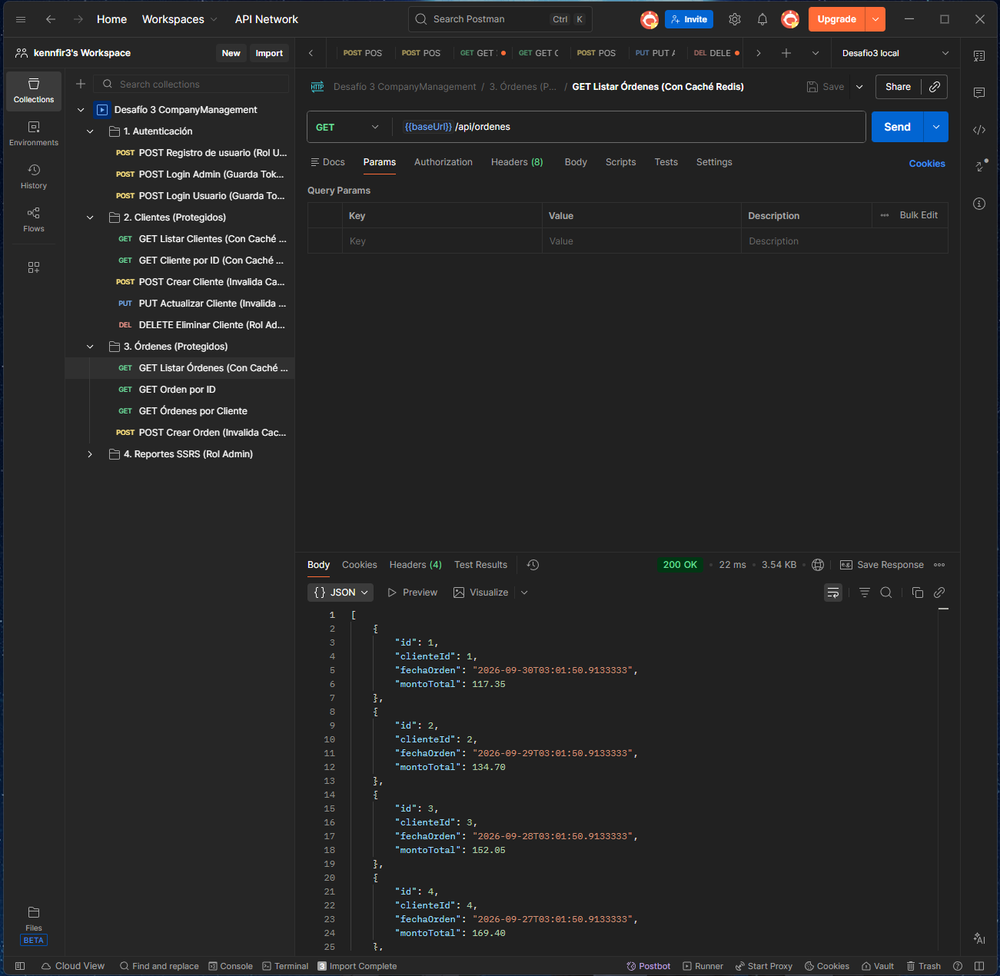 Home Workspaces API Network Search Postman Ctrl K Invite Upgrade
kennfir3's Workspace New Import
POST POS POST POS GET GET GET GET C POST POS PUT PUT A DEL DELE Desafio3 local
Collections
Environments
History
Flows
Files
BETA
Search collections
Desafío 3 CompanyManagement
1. Autenticación
POST POST Registro de usuario (Rol U...
POST POST Login Admin (Guarda Tok...
POST POST Login Usuario (Guarda To...
2. Clientes (Protegidos)
GET GET Listar Clientes (Con Caché ...
GET GET Cliente por ID (Con Caché ...
POST POST Crear Cliente (Invalida Ca...
PUT PUT Actualizar Cliente (Invalida ...
DEL DELETE Eliminar Cliente (Rol Ad...
3. Órdenes (Protegidos)
GET GET Listar Órdenes (Con Caché ...
GET GET Orden por ID
GET GET Órdenes por Cliente
POST POST Crear Orden (Invalida Cac...
4. Reportes SSRS (Rol Admin)
HTTP Desafío 3 CompanyManagement / 3. Órdenes (P... / GET Listar Órdenes (Con Caché Redis) Save Share
GET {{baseUrl}} /api/ordenes Send
Docs Params Authorization Headers (8) Body Scripts Tests Settings Cookies
Query Params
Key Value Description Bulk Edit
Key Value Description
Body Cookies Headers (4) Test Results 200 OK 22 ms 3.54 KB e.g. Save Response
{} JSON Preview Visualize
1 [
2 {
3 "id": 1,
4 "clienteId": 1,
5 "fechaOrden": "2026-09-30T03:01:50.9133333",
6 "montoTotal": 117.35
7 },
8 {
9 "id": 2,
10 "clienteId": 2,
11 "fechaOrden": "2026-09-29T03:01:50.9133333",
12 "montoTotal": 134.70
13 },
14 {
15 "id": 3,
16 "clienteId": 3,
17 "fechaOrden": "2026-09-28T03:01:50.9133333",
18 "montoTotal": 152.05
19 },
20 {
21 "id": 4,
22 "clienteId": 4,
23 "fechaOrden": "2026-09-27T03:01:50.9133333",
24 "montoTotal": 169.40
25 },
AI
Cloud View Find and replace Console Terminal 3 Import Complete Postbot Runner Start Proxy Cookies Vault Trash